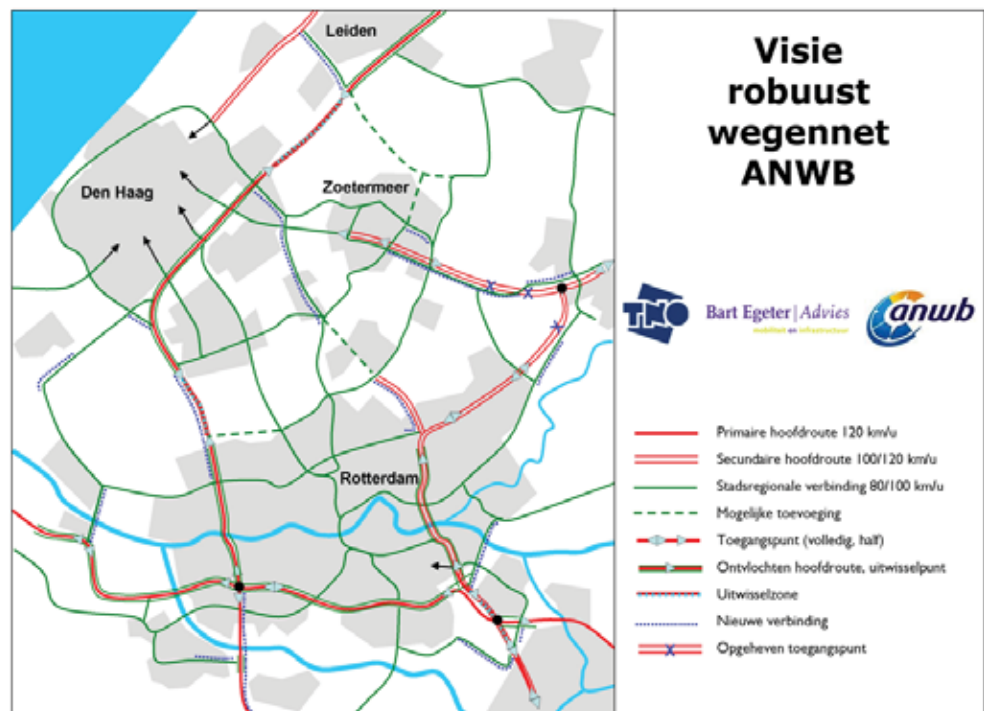 Leiden
Den Haag
Zoetermeer
Rotterdam
Visie
robuust
wegennet
ANWB
TNO
Bart Egeter | Advies
mobiliteit en infrastructuur
anwb
Primaire hoofdroute 120 km/u
Secundaire hoofdroute 100/120 km/u
Stadsregionale verbinding 80/100 km/u
Mogelijke toevoeging
Toegangspunt (volledig, half)
Ontvlochten hoofdroute, uitwisselpunt
Uitwisselzone
Nieuwe verbinding
Opgeheven toegangspunt